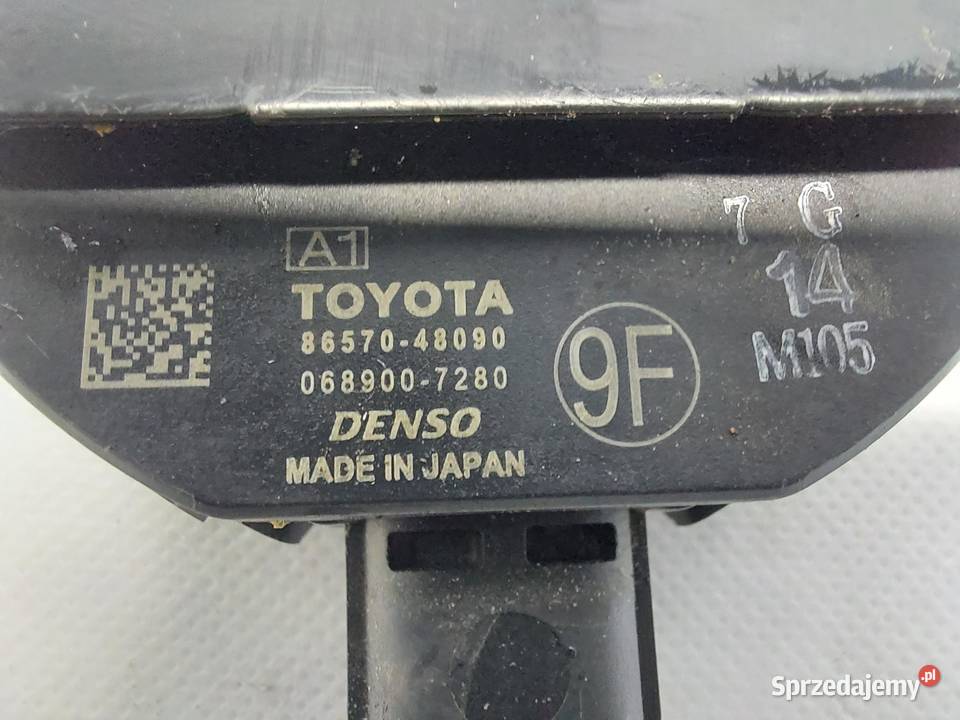 A1
TOYOTA
86570-48090
068900-7280
DENSO
MADE IN JAPAN
9F
7 G
14
M105
Sprzedajemy.pl